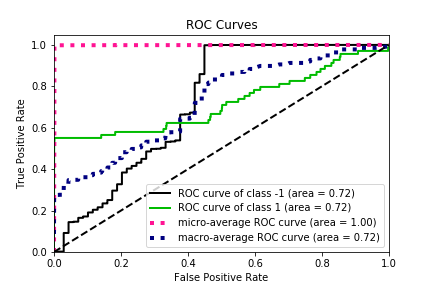 ROC Curves
True Positive Rate
1.0
0.8
0.6
0.4
0.2
0.0
ROC curve of class -1 (area = 0.72)
ROC curve of class 1 (area = 0.72)
micro-average ROC curve (area = 1.00)
macro-average ROC curve (area = 0.72)
0.0 0.2 0.4 0.6 0.8 1.0
False Positive Rate